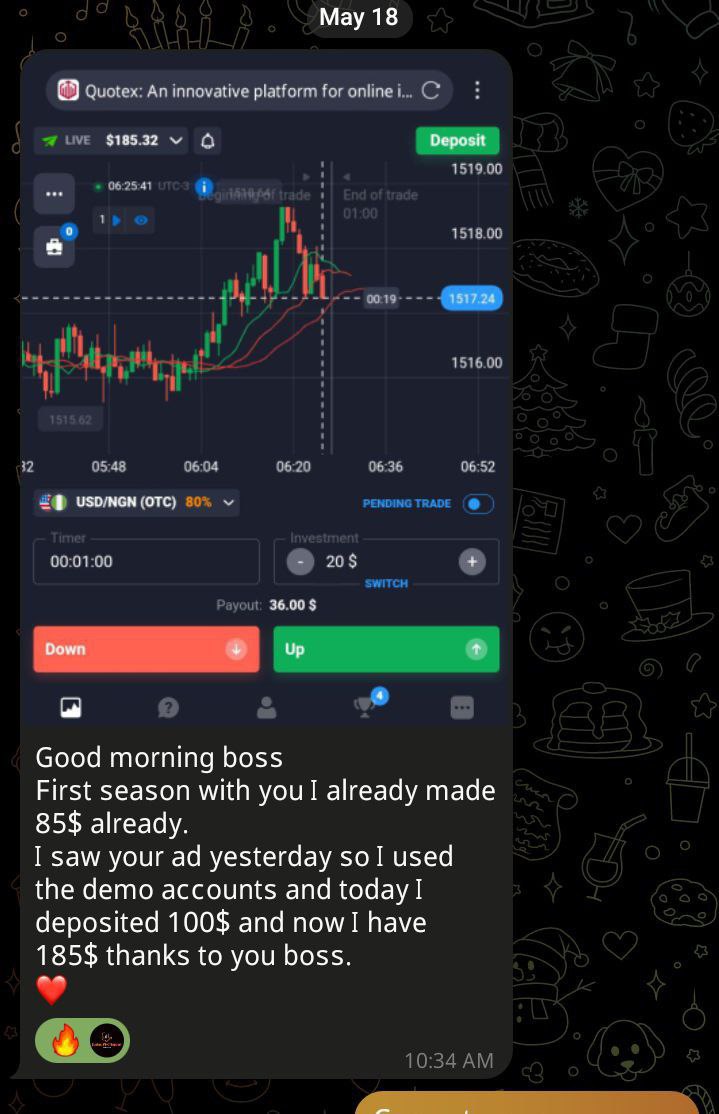 May 18
Quotex: An innovative platform for online i...
LIVE $185.32
Deposit
1519.00
06:25:41 UTC-3 i 1518.64
Beginning of trade
End of trade
01:00
1
0
1518.00
00:19
1517.24
1516.00
1515.62
32 05:48 06:04 06:20 06:36 06:52
USD/NGN (OTC) 80%
PENDING TRADE
Timer
00:01:00
Investment
- 20 $ +
SWITCH
Payout: 36.00 $
Down
Up
4
Good morning boss
First season with you I already made
85$ already.
I saw your ad yesterday so I used
the demo accounts and today I
deposited 100$ and now I have
185$ thanks to you boss.
10:34 AM